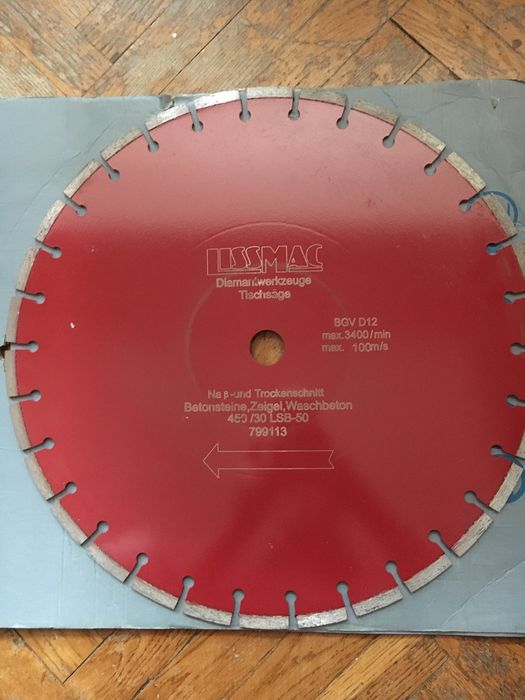 LISSMAC
Diamantwerkzeuge
Tischsäge
BGV D12
max.3400/min
max. 100m/s
Naβ-und Trockenschnitt
Betonsteine,Zeigel,Waschbeton
450 /30 LSB-50
799113